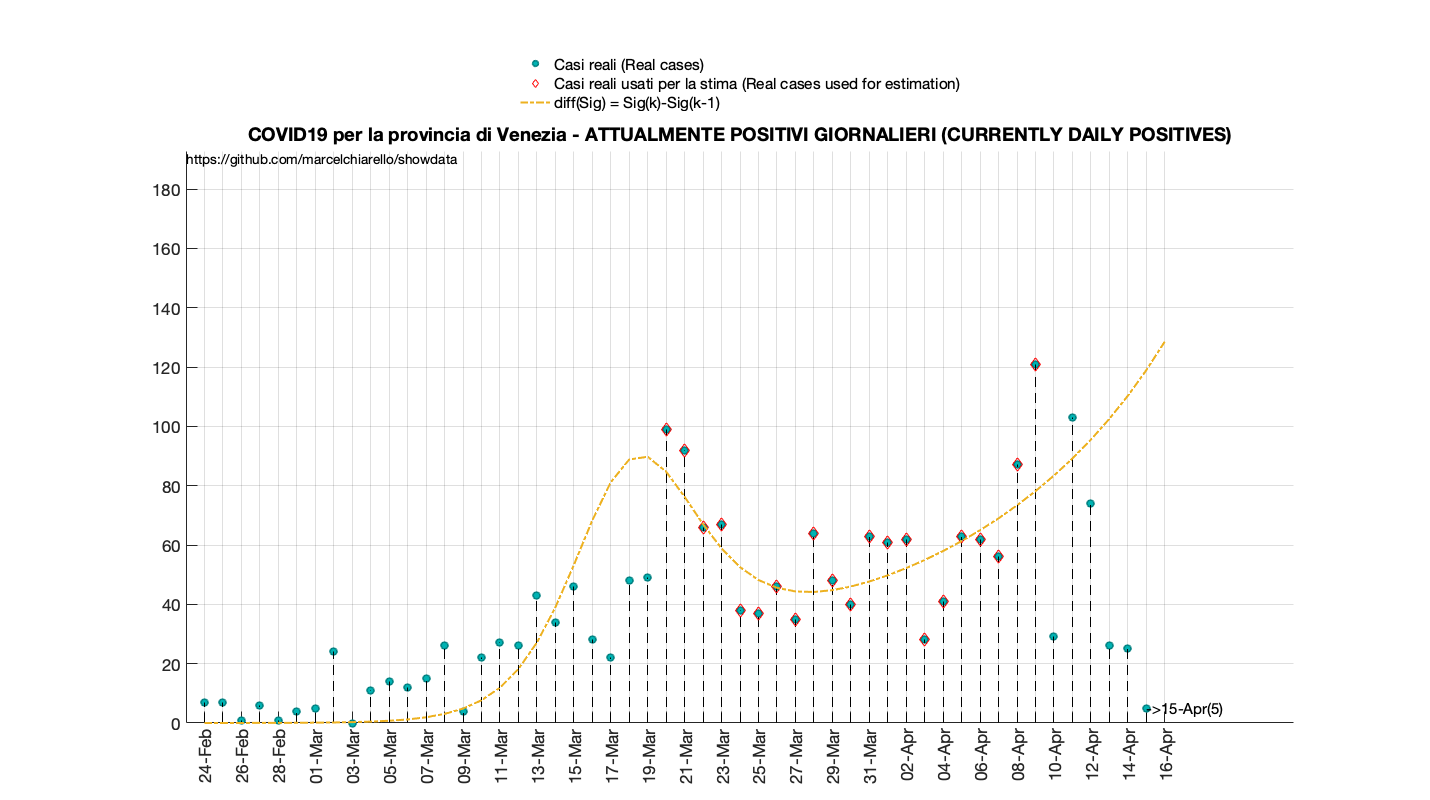 Casi reali (Real cases)
Casi reali usati per la stima (Real cases used for estimation)
diff(Sig) = Sig(k)-Sig(k-1)
COVID19 per la provincia di Venezia - ATTUALMENTE POSITIVI GIORNALIERI (CURRENTLY DAILY POSITIVES)
https://github.com/marcelchiarello/showdata
180
160
140
120
100
80
60
40
20
0
->15-Apr(5)
24-Feb
26-Feb
28-Feb
01-Mar
03-Mar
05-Mar
07-Mar
09-Mar
11-Mar
13-Mar
15-Mar
17-Mar
19-Mar
21-Mar
23-Mar
25-Mar
27-Mar
29-Mar
31-Mar
02-Apr
04-Apr
06-Apr
08-Apr
10-Apr
12-Apr
14-Apr
16-Apr